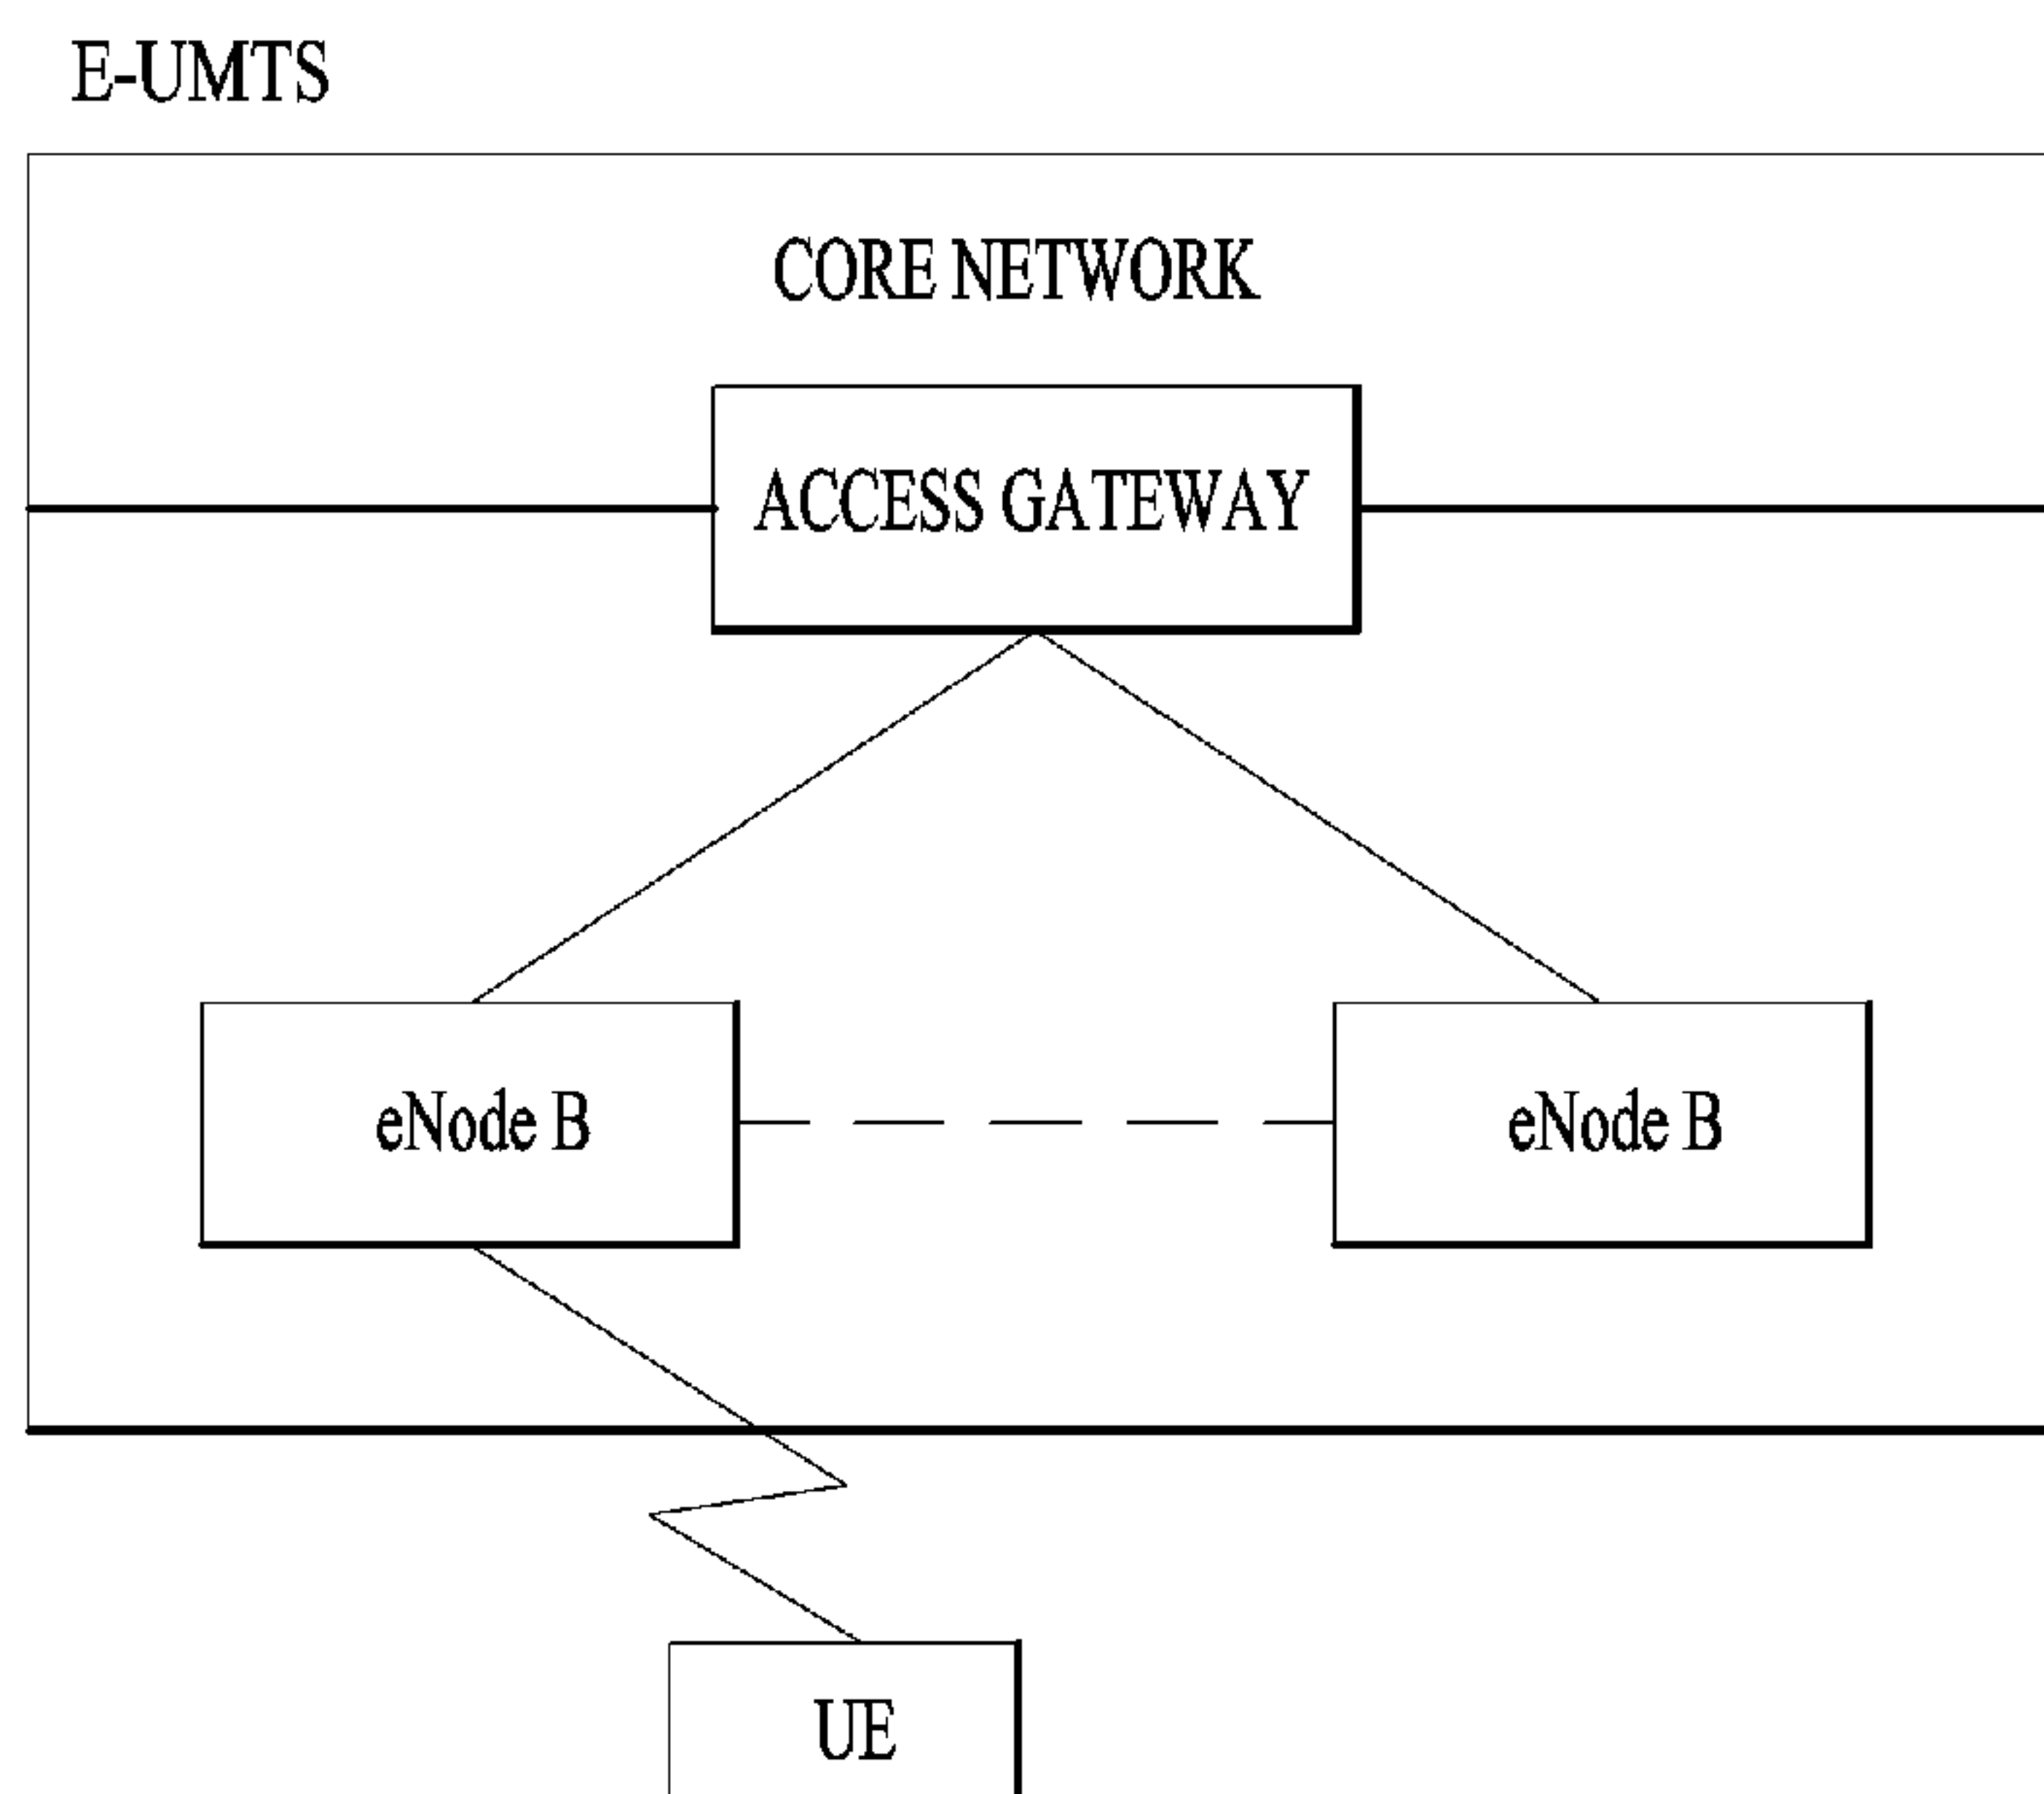 E-UMTS
CORE NETWORK
ACCESS GATEWAY
eNode B
eNode B
UE